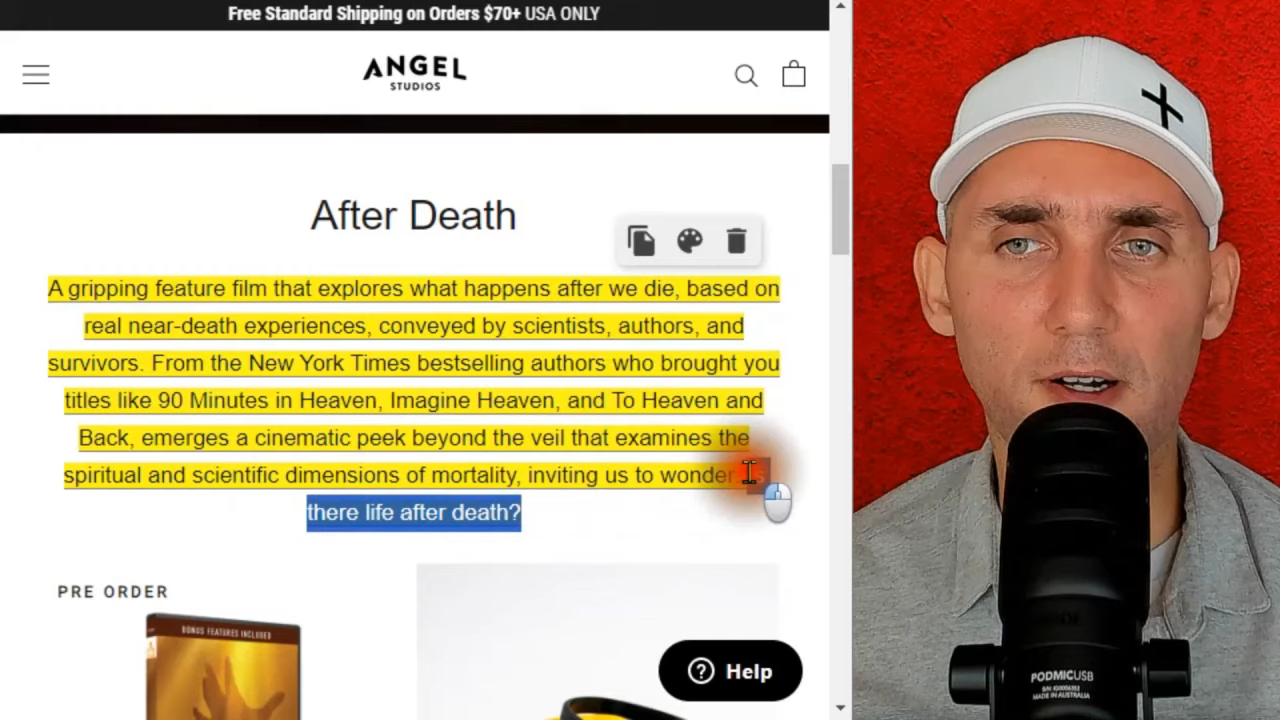 Free Standard Shipping on Orders $70+ USA ONLY
ANGEL
STUDIOS
After Death
A gripping feature film that explores what happens after we die, based on
real near-death experiences, conveyed by scientists, authors, and
survivors. From the New York Times bestselling authors who brought you
titles like 90 Minutes in Heaven, Imagine Heaven, and To Heaven and
Back, emerges a cinematic peek beyond the veil that examines the
spiritual and scientific dimensions of mortality, inviting us to wonder
there life after death?
PRE ORDER
BONUS FEATURES INCLUDED
Help
PODMICUSB
MADE IN AUSTRALIA